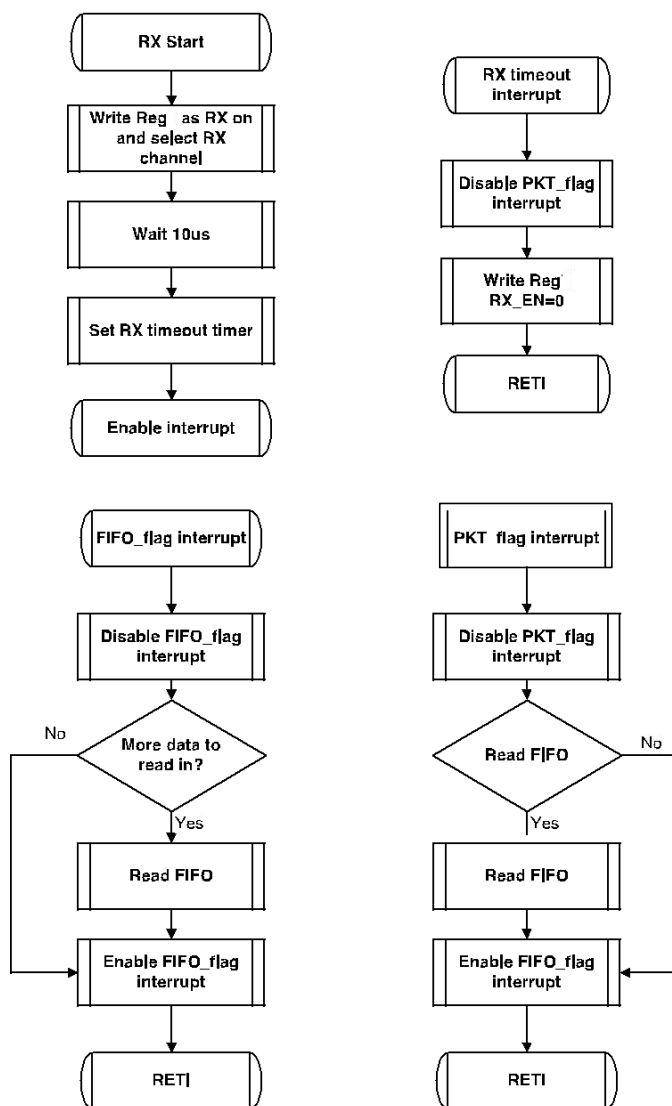 RX Start
Write Reg as RX on
and select RX
channel
Wait 10us
Set RX timeout timer
Enable interrupt
RX timeout
interrupt
Disable PKT_flag
interrupt
Write Reg
RX_EN=0
RETI
FIFO_flag interrupt
Disable FIFO_flag
interrupt
No
More data to
read in?
Yes
Read FIFO
Enable FIFO_flag
interrupt
RETI
PKT flag interrupt
Disable PKT_flag
interrupt
Read FIFO
No
Yes
Read FIFO
Enable FIFO_flag
interrupt
RETI